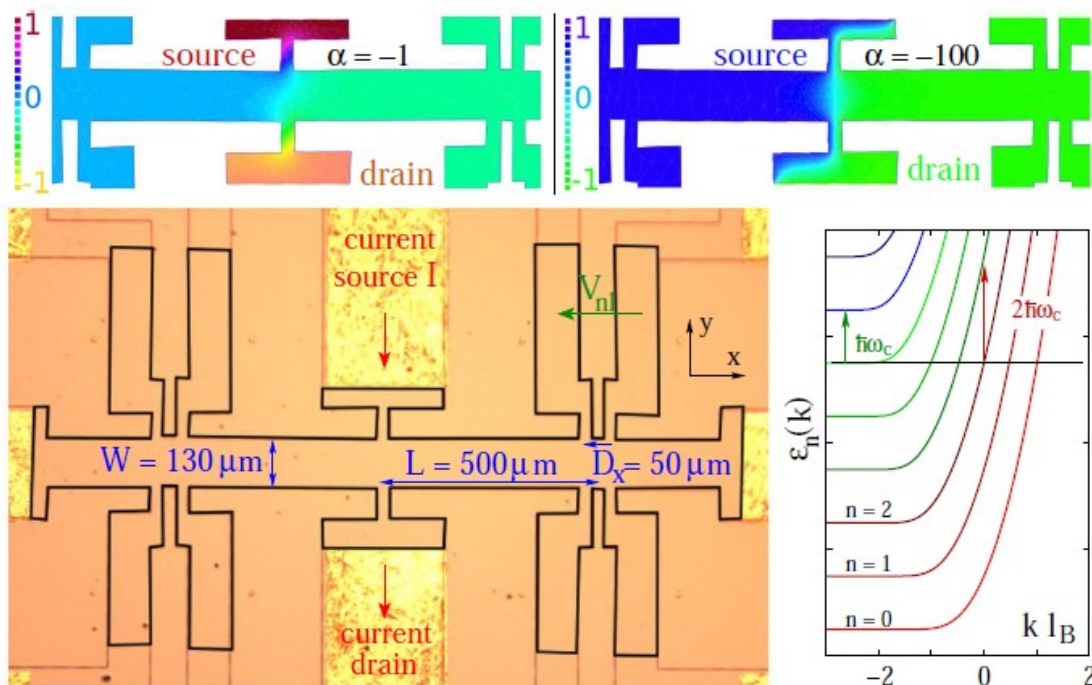 1
0
-1
source
α = −1
drain
1
0
-1
source
α = −100
drain
current
source I
V_nl
y
x
W = 130 μm
L = 500 μm
D_x = 50 μm
current
drain
ε_n(k)
ħω_c
2ħω_c
n = 2
n = 1
n = 0
k l_B
−2
0
2